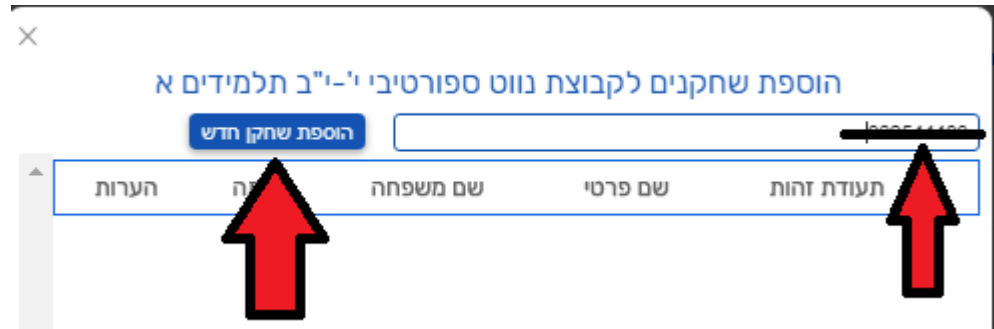 הוספת שחקנים לקבוצת נווט ספורטיבי י'-י"ב תלמידים א
הוספת שחקן חדש
תעודת זהות שם פרטי שם משפחה הערות